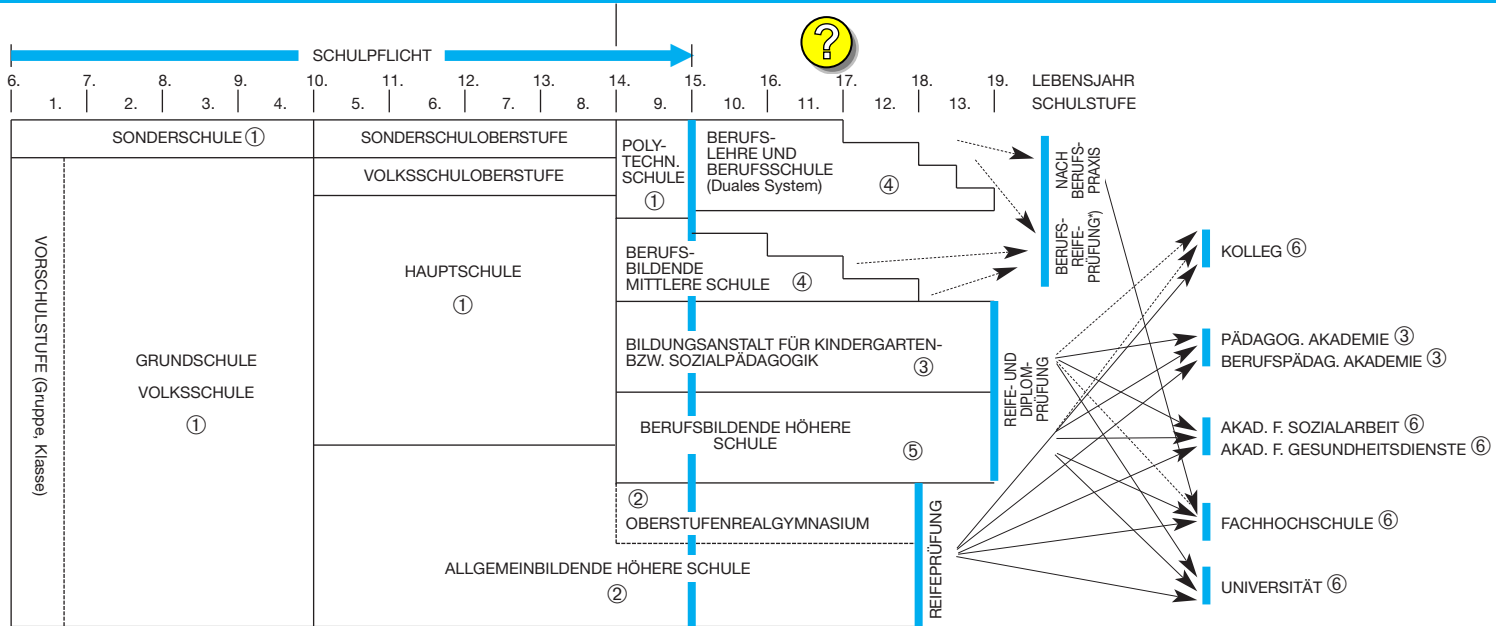 ?
SCHULPFLICHT
6. 7. 8. 9. 10. 11. 12. 13. 14. 15. 16. 17. 18. 19. LEBENSJAHR
1. 2. 3. 4. 5. 6. 7. 8. 9. 10. 11. 12. 13. SCHULSTUFE
SONDERSCHULE ①
SONDERSCHULOBERSTUFE
VOLKSSCHULOBERSTUFE
POLY-
TECHN.
SCHULE
①
BERUFS-
LEHRE UND
BERUFSSCHULE
(Duales System)
④
VORSCHULSTUFE (Gruppe, Klasse)
GRUNDSCHULE
VOLKSSCHULE
①
HAUPTSCHULE
①
BERUFS-
BILDENDE
MITTLERE SCHULE
④
BILDUNGSANSTALT FÜR KINDERGARTEN-
BZW. SOZIALPÄDAGOGIK
③
BERUFSBILDENDE HÖHERE
SCHULE
⑤
②
OBERSTUFENREALGYMNASIUM
ALLGEMEINBILDENDE HÖHERE SCHULE
②
NACH
BERUFS-
PRAXIS
BERUFS-
REIFE-
PRÜFUNG*)
REIFE- UND
DIPLOM-
PRÜFUNG
REIFEPRÜFUNG
KOLLEG ⑥
PÄDAGOG. AKADEMIE ③
BERUFSPÄDAG. AKADEMIE ③
AKAD. F. SOZIALARBEIT ⑥
AKAD. F. GESUNDHEITSDIENSTE ⑥
FACHHOCHSCHULE ⑥
UNIVERSITÄT ⑥